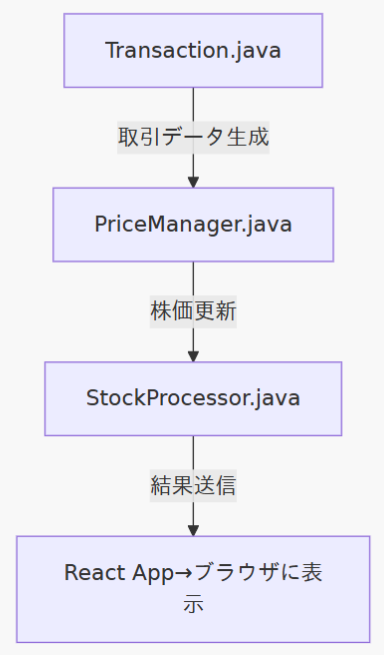 Transaction.java
取引データ生成
PriceManager.java
株価更新
StockProcessor.java
結果送信
React App→ブラウザに表
示